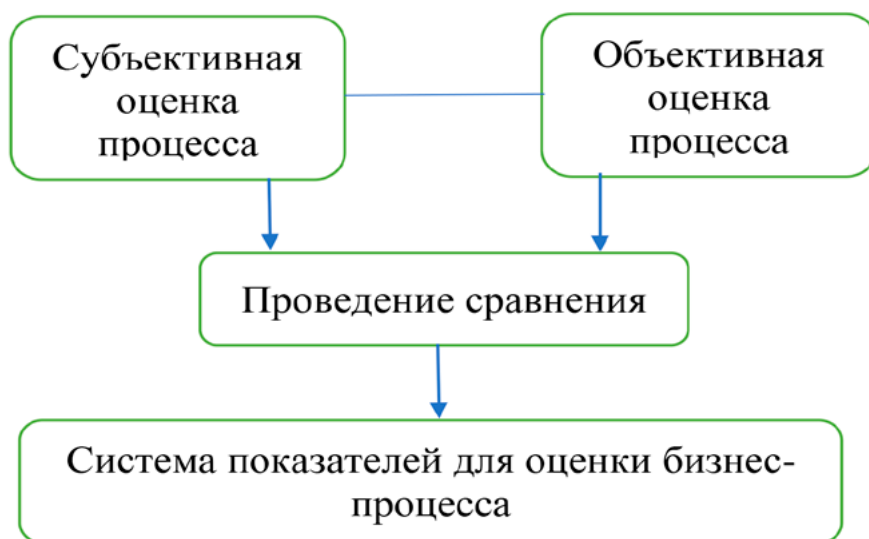 Субъективная
оценка
процесса
Объективная
оценка
процесса
Проведение сравнения
Система показателей для оценки бизнес-
процесса